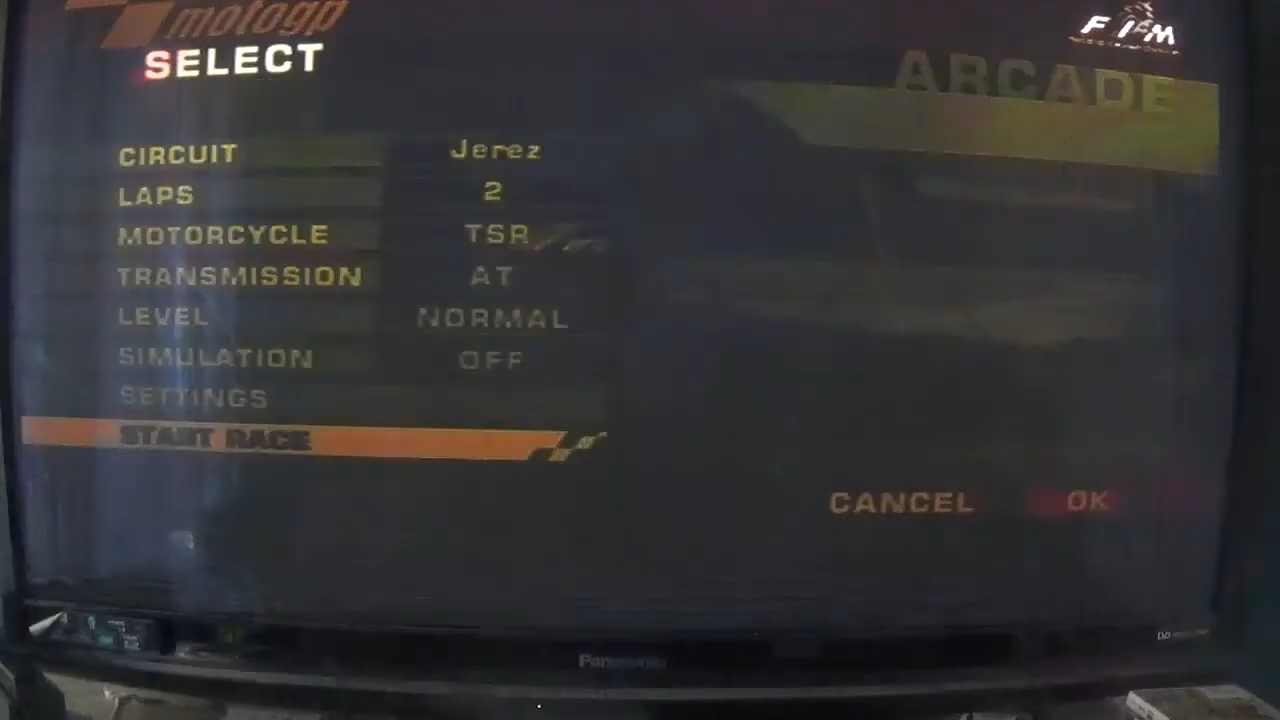 motogp
FIM
SELECT
ARCADE
CIRCUIT Jerez
LAPS 2
MOTORCYCLE TSR
TRANSMISSION AT
LEVEL NORMAL
SIMULATION OFF
SETTINGS
START RACE
CANCEL OK
Panasonic